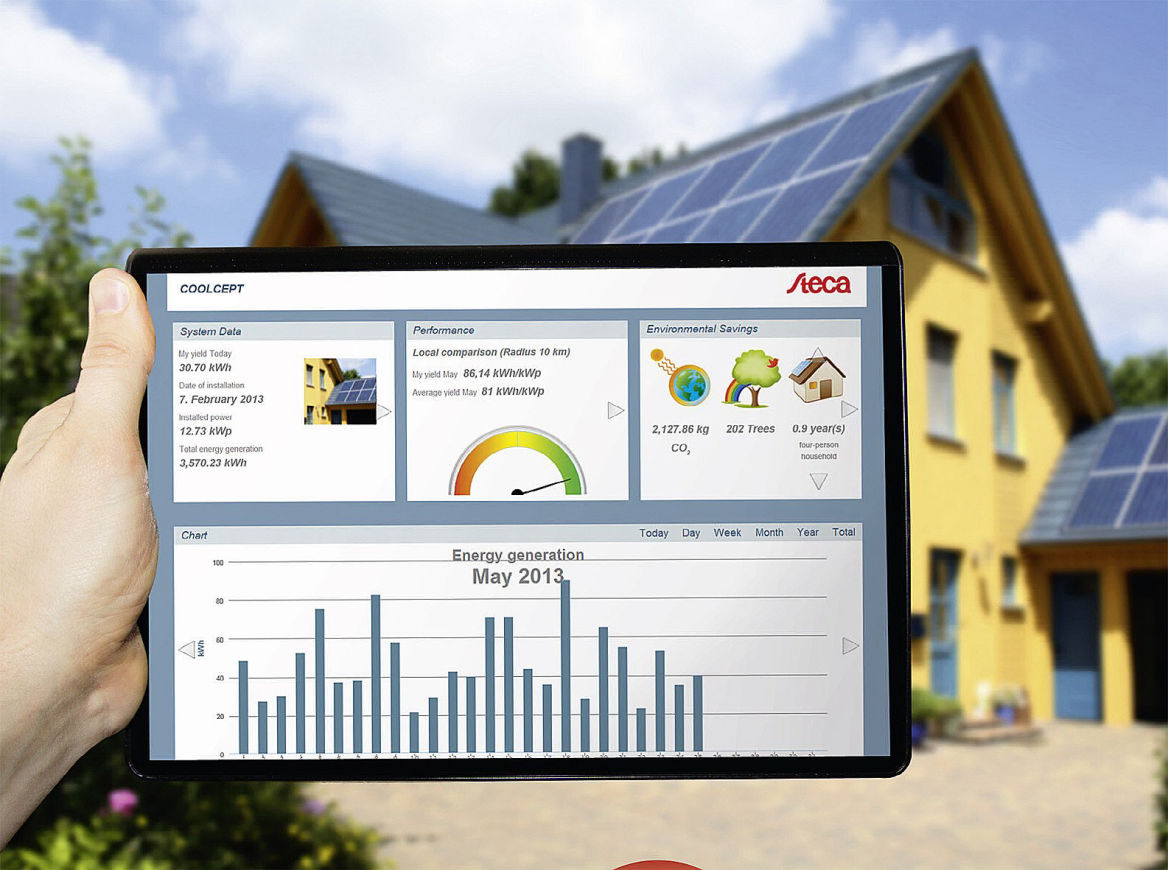 COOLCEPT
Steca
System Data
My yield Today
30.70 kWh
Date of installation
7. February 2013
Installed power
12.73 kWp
Total energy generation
3,570.23 kWh
Performance
Local comparison (Radius 10 km)
My yield May 86,14 kWh/kWp
Average yield May 81 kWh/kWp
Environmental Savings
2,127.86 kg
CO₂
202 Trees
0.9 year(s)
four-person
household
Chart
Today Day Week Month Year Total
Energy generation
May 2013
kWh
100
80
60
40
20
0